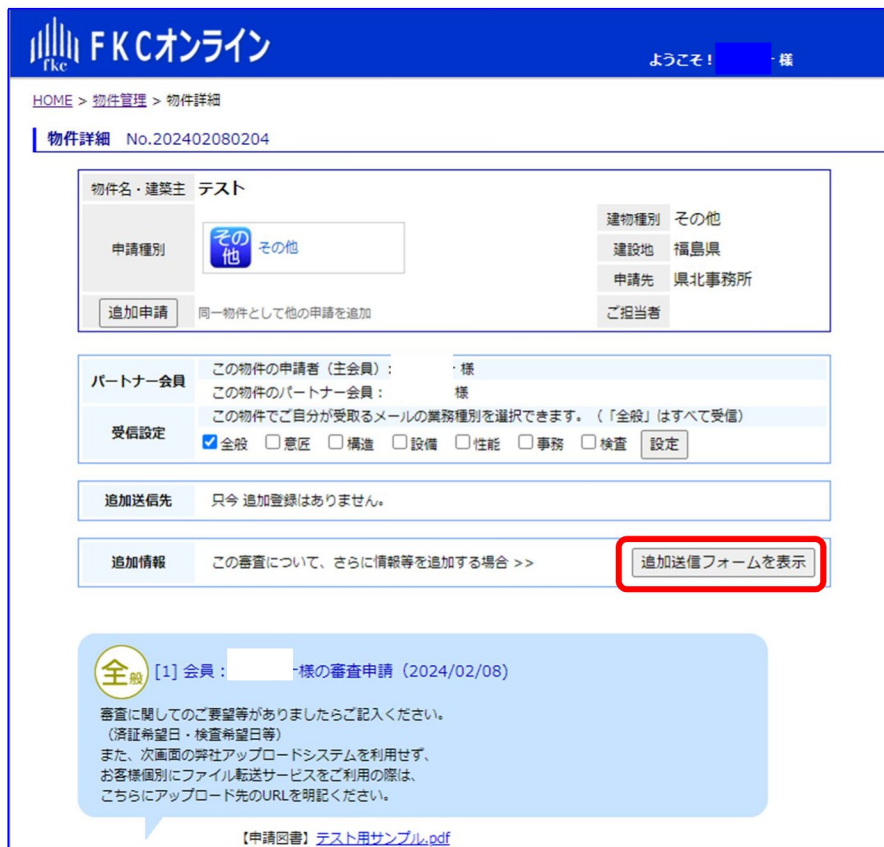 fkc FKCオンライン
ようこそ! 様
HOME > 物件管理 > 物件詳細
物件詳細 No.202402080204
物件名・建築主 テスト
申請種別 その他 その他
建物種別 その他
建設地 福島県
申請先 県北事務所
追加申請 同一物件として他の申請を追加
ご担当者
パートナー会員
この物件の申請者(主会員): 様
この物件のパートナー会員: 様
受信設定
この物件でご自分が受取るメールの業務種別を選択できます。(「全般」はすべて受信)
全般 意匠 構造 設備 性能 事務 検査 設定
追加送信先 只今 追加登録はありません。
追加情報 この審査について、さらに情報等を追加する場合 >> 追加送信フォームを表示
全般 [1] 会員: 様の審査申請(2024/02/08)
審査に関してのご要望等がありましたらご記入ください。
(済証希望日・検査希望日等)
また、次画面の弊社アップロードシステムを利用せず、
お客様個別にファイル転送サービスをご利用の際は、
こちらにアップロード先のURLを明記ください。
【申請図書】テスト用サンプル.pdf